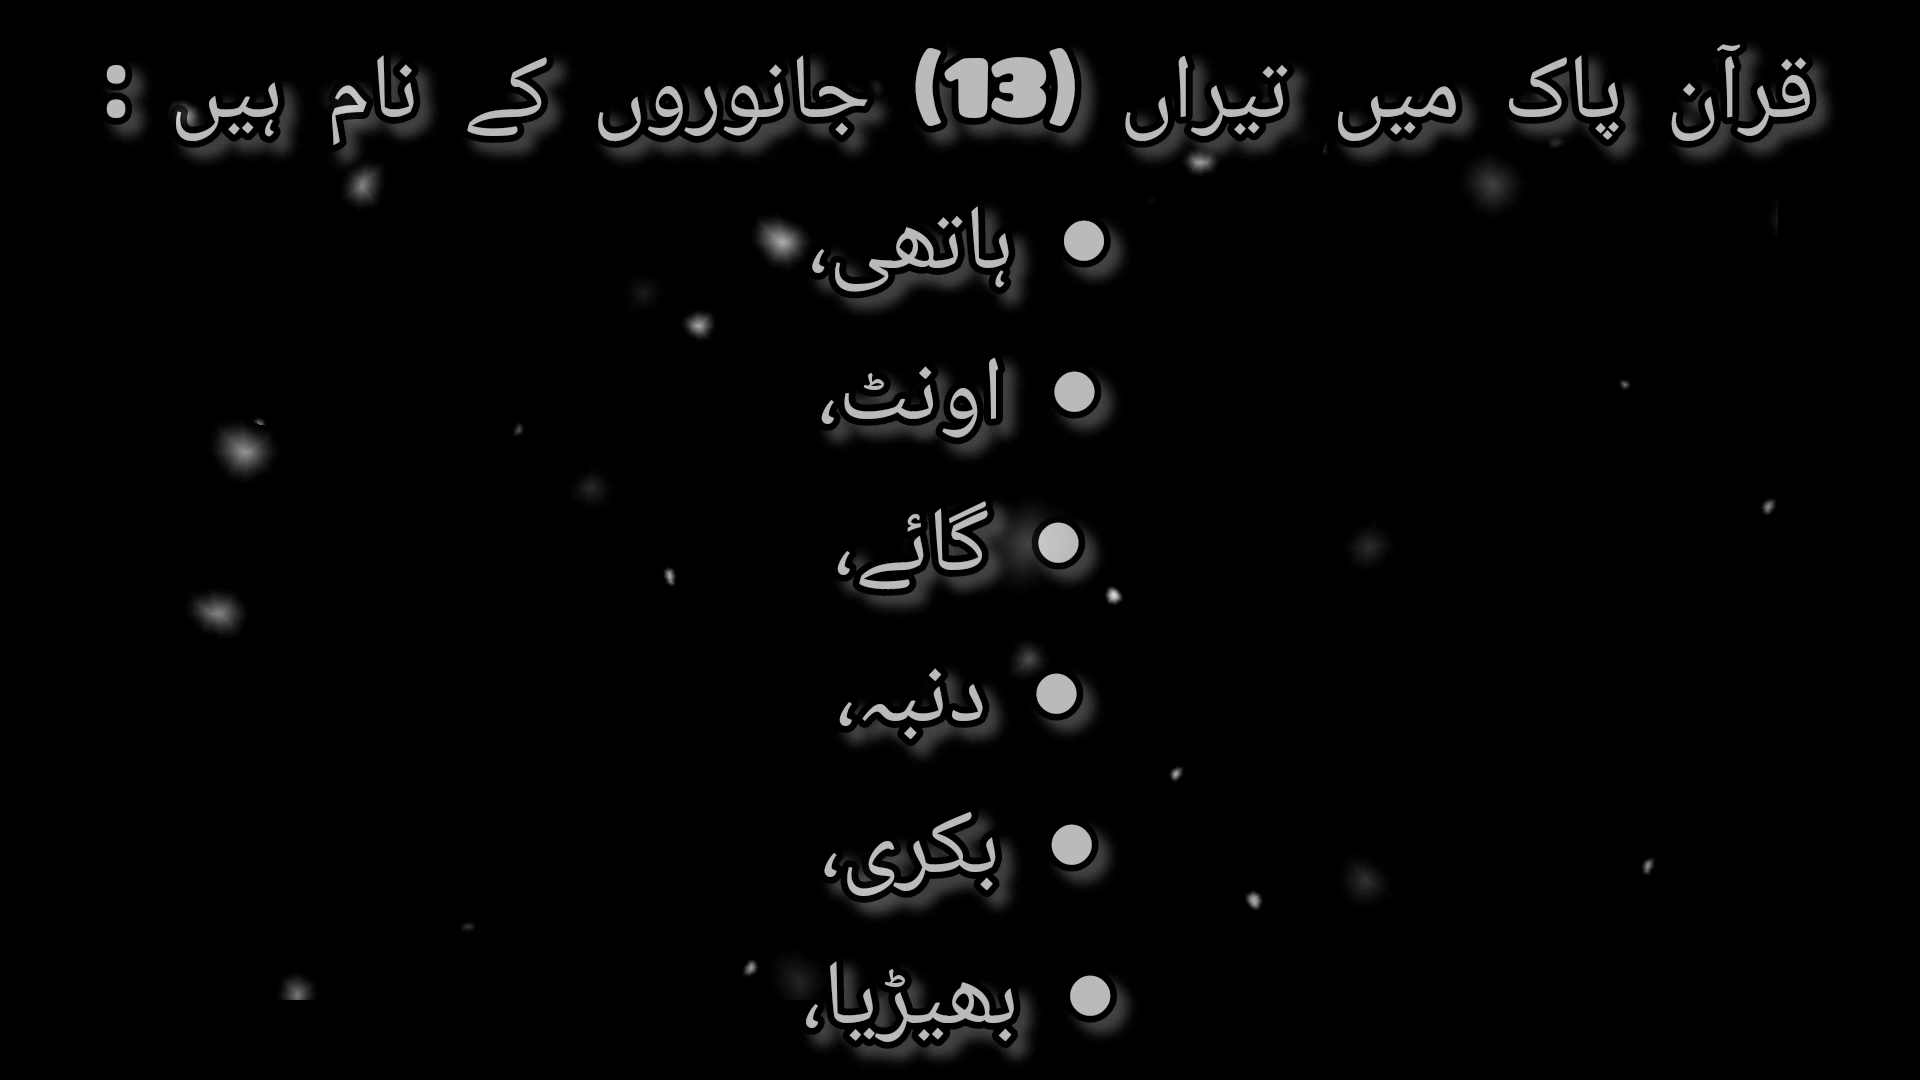 قرآن پاک میں تیراں (13) جانوروں کے نام ہیں :
● ہاتھی،
● اونٹ،
● گائے،
● دنبہ،
● بکری،
● بھیڑیا،